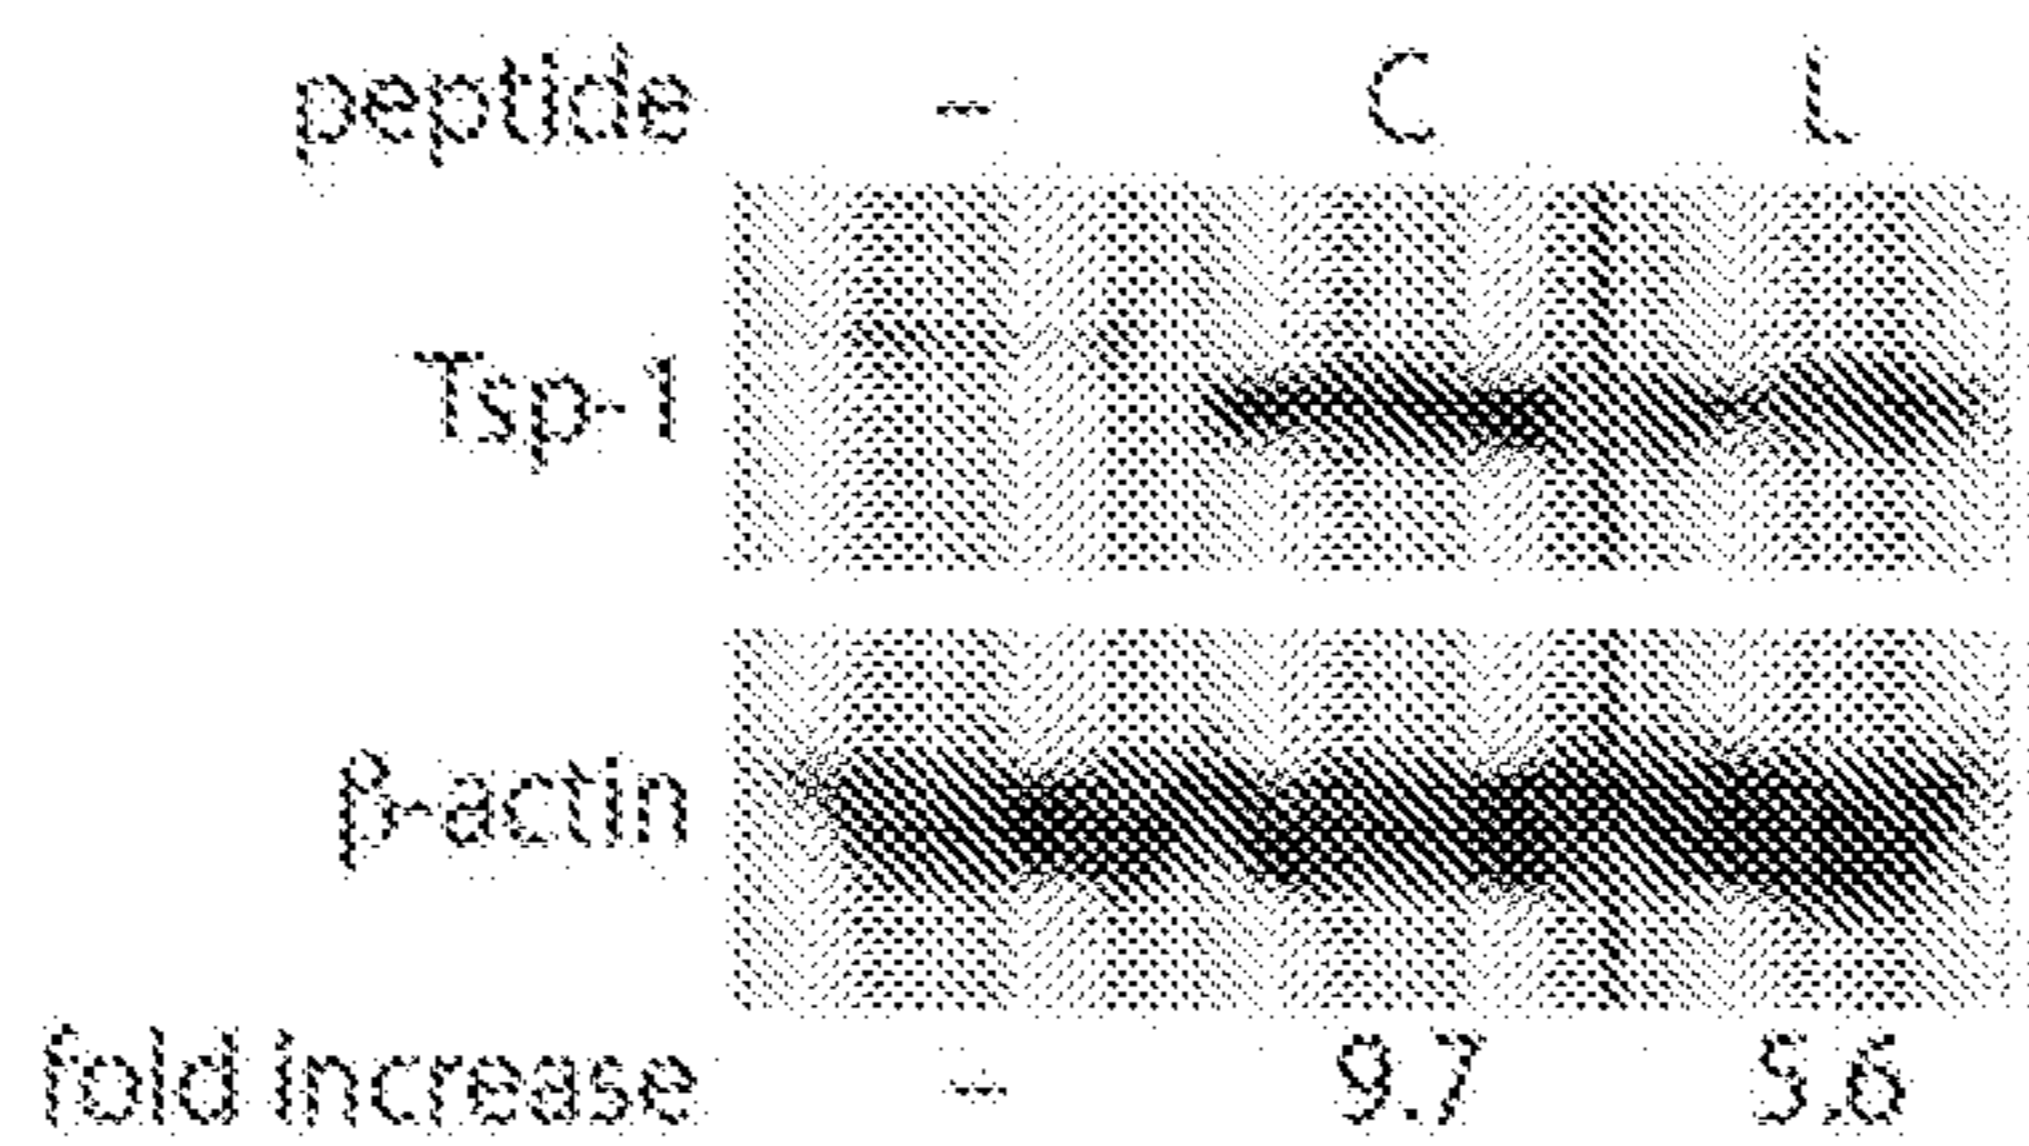 peptide - C L
Tsp-1
β-actin
fold increase - 9.7 5.6